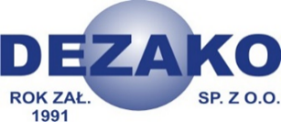 DEZAKO
ROK ZAŁ. SP. Z O.O.
1991